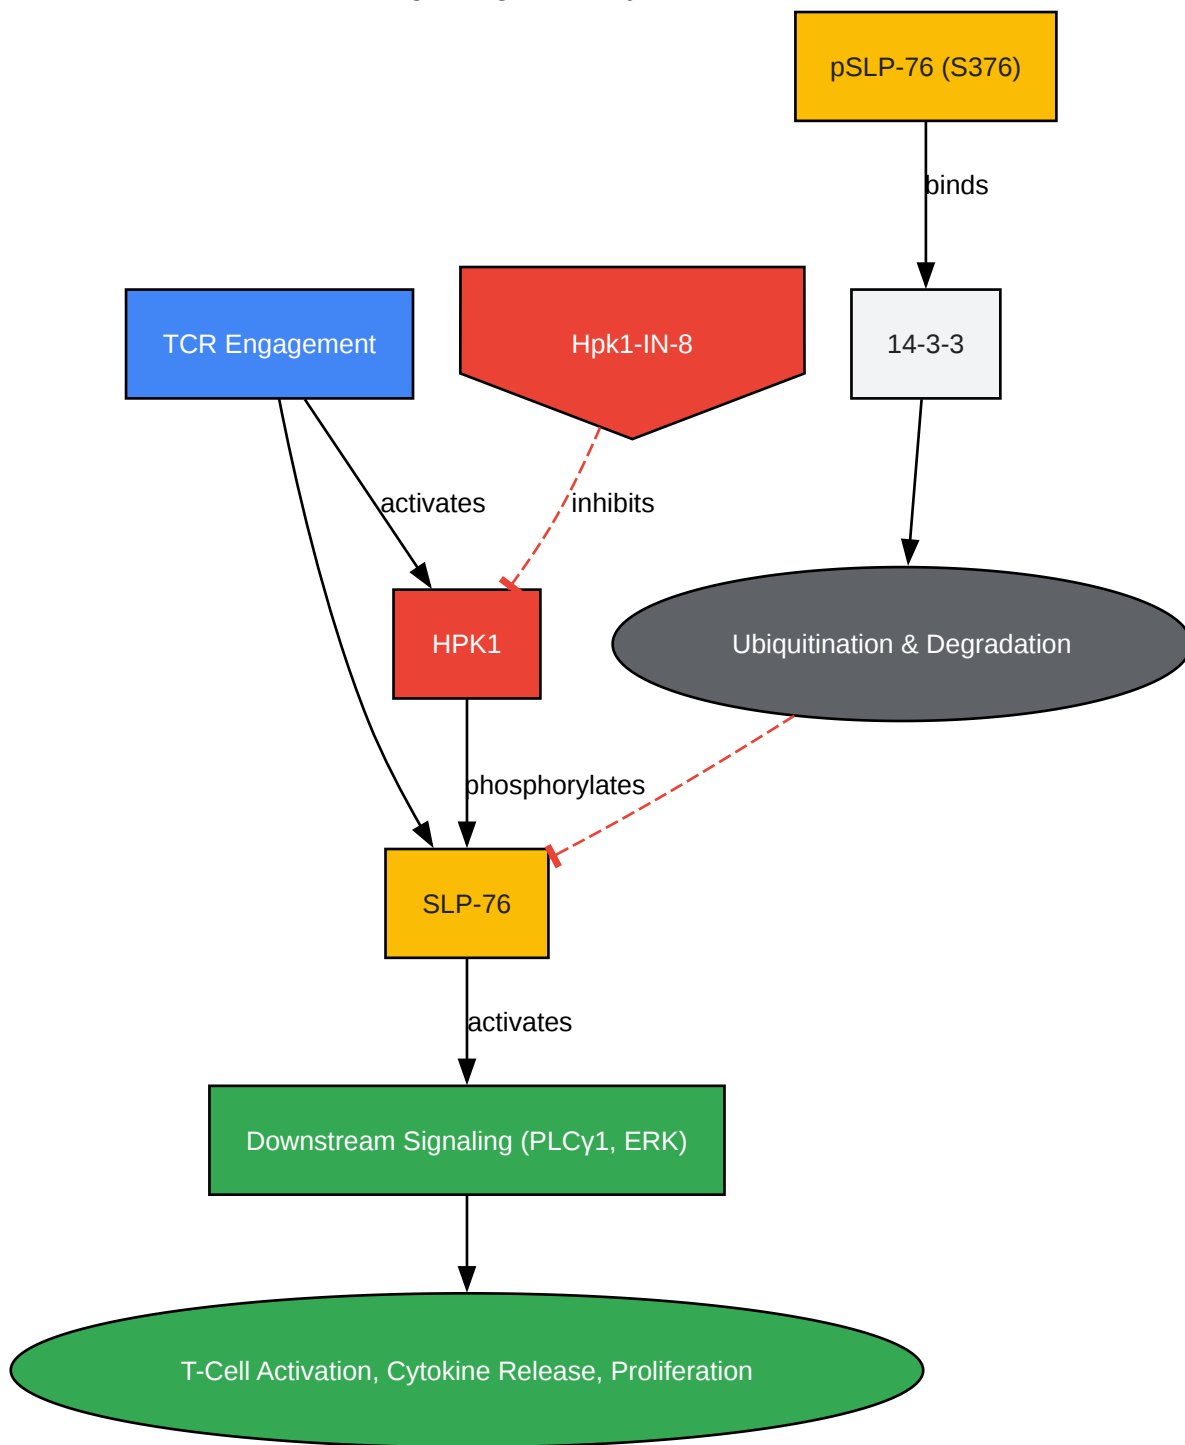 pSLP-76 (S376)
binds
TCR Engagement
Hpk1-IN-8
14-3-3
activates
inhibits
HPK1
Ubiquitination & Degradation
phosphorylates
SLP-76
activates
Downstream Signaling (PLCγ1, ERK)
T-Cell Activation, Cytokine Release, Proliferation